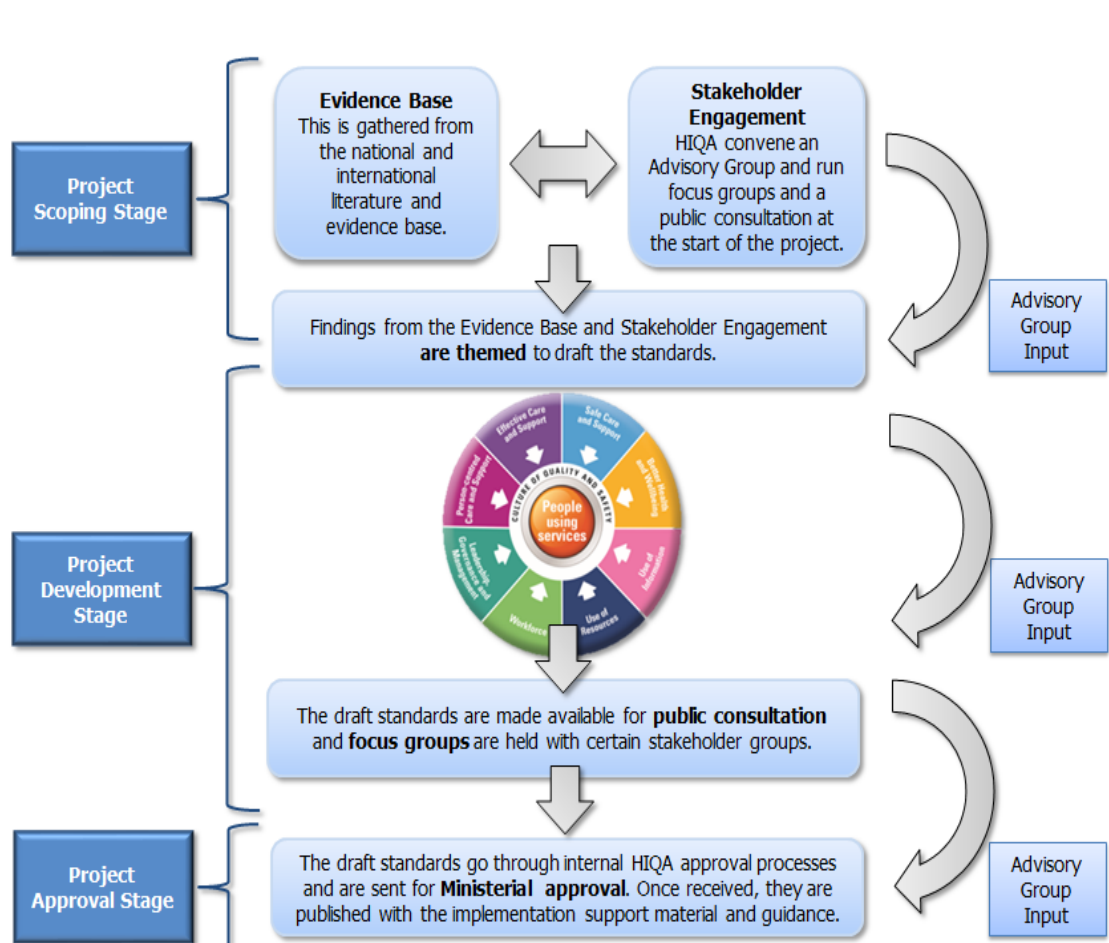 Project
Scoping Stage
Evidence Base
This is gathered from
the national and
international
literature and
evidence base.
Stakeholder
Engagement
HIQA convene an
Advisory Group and run
focus groups and a
public consultation at
the start of the project.
Findings from the Evidence Base and Stakeholder Engagement
are themed to draft the standards.
Advisory
Group
Input
Project
Development
Stage
Effective Care
and Support
Safe Care
and Support
Better Health
and Wellbeing
Use of
Information
Use of
Resources
Workforce
Leadership,
Governance and
Management
Person-centred
Care and Support
CULTURE OF QUALITY AND SAFETY
People
using
services
Advisory
Group
Input
The draft standards are made available for public consultation
and focus groups are held with certain stakeholder groups.
Project
Approval Stage
The draft standards go through internal HIQA approval processes
and are sent for Ministerial approval. Once received, they are
published with the implementation support material and guidance.
Advisory
Group
Input